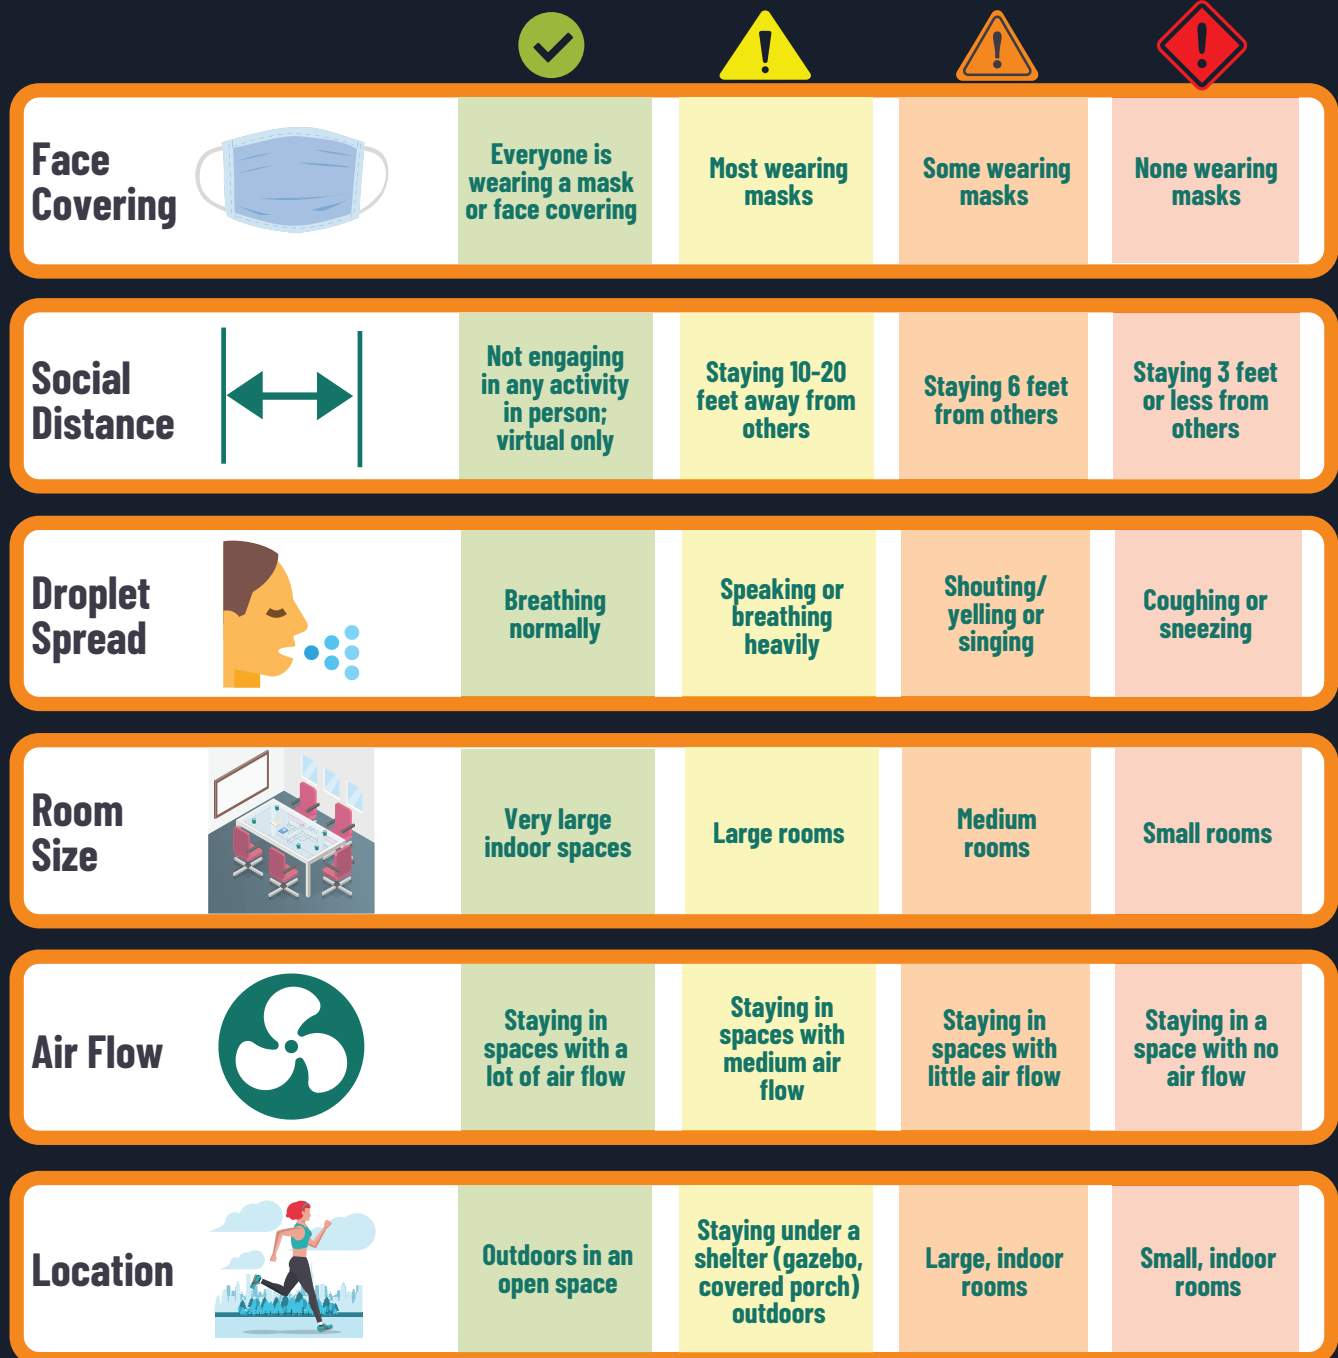 Face
Covering
Everyone is
wearing a mask
or face covering
Most wearing
masks
Some wearing
masks
None wearing
masks
Social
Distance
Not engaging
in any activity
in person;
virtual only
Staying 10-20
feet away from
others
Staying 6 feet
from others
Staying 3 feet
or less from
others
Droplet
Spread
Breathing
normally
Speaking or
breathing
heavily
Shouting/
yelling or
singing
Coughing or
sneezing
Room
Size
Very large
indoor spaces
Large rooms
Medium
rooms
Small rooms
Air Flow
Staying in
spaces with a
lot of air flow
Staying in
spaces with
medium air
flow
Staying in
spaces with
little air flow
Staying in a
space with no
air flow
Location
Outdoors in an
open space
Staying under a
shelter (gazebo,
covered porch)
outdoors
Large, indoor
rooms
Small, indoor
rooms